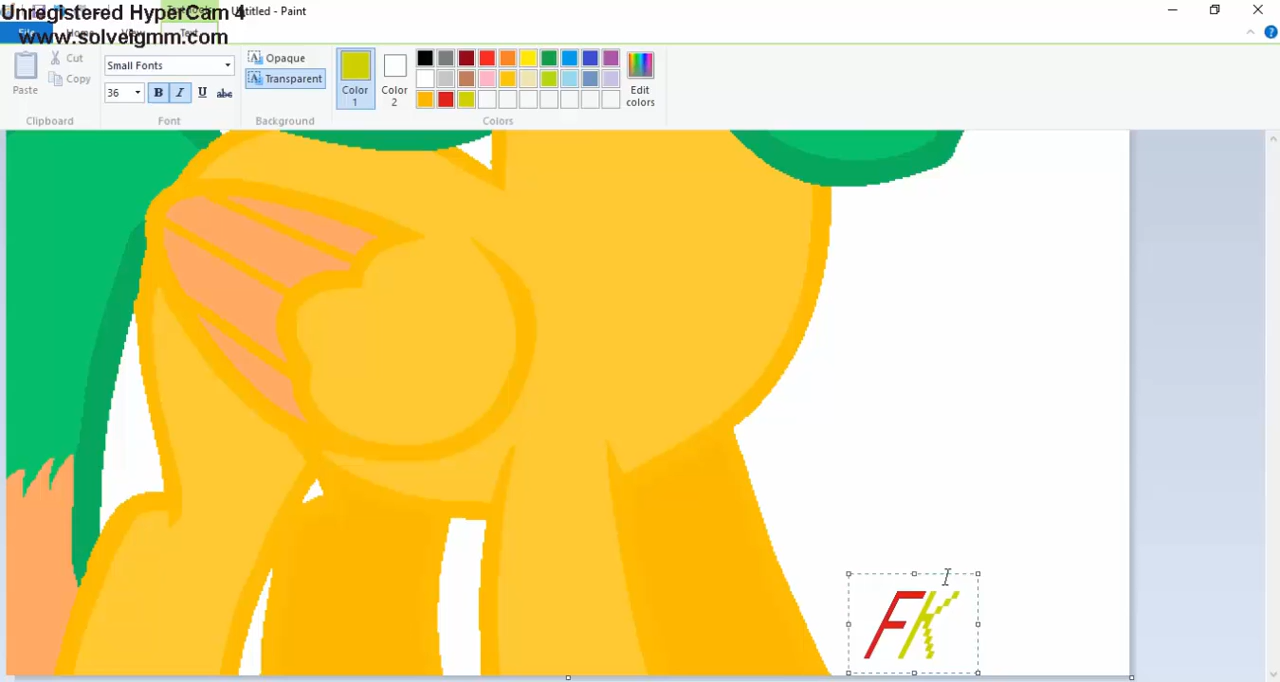 Unregistered HyperCam 4
www.solveigmm.com
Untitled - Paint
Paste
Cut
Copy
Clipboard
Small Fonts
36
B
I
U
abc
Font
Opaque
Transparent
Background
Color 1
Color 2
Edit colors
Colors
FK